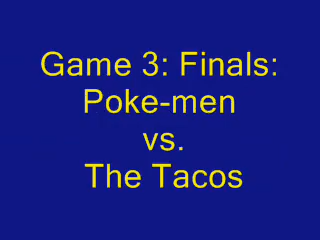 Game 3: Finals:
Poke-men
vs.
The Tacos